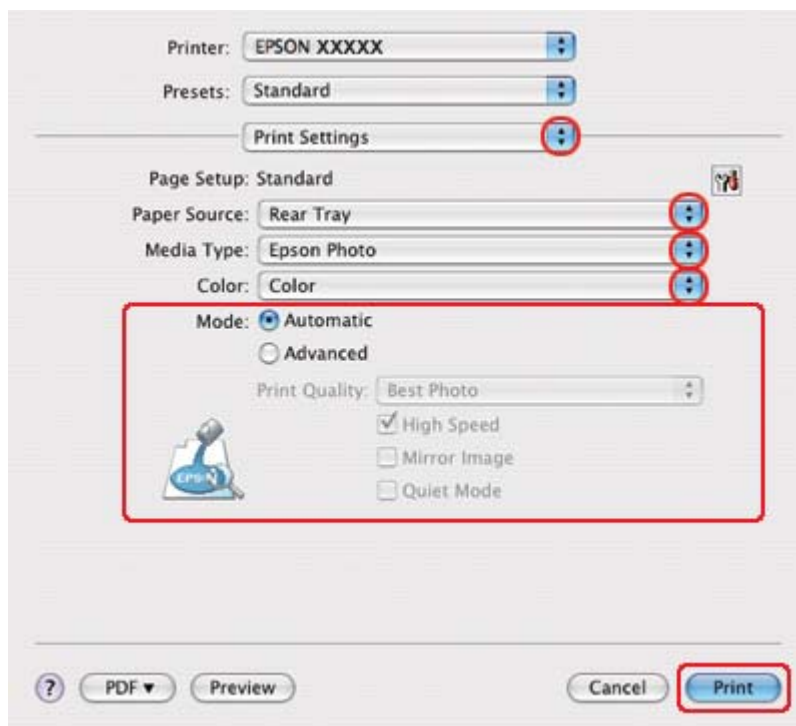 Printer: EPSON XXXXX
Presets: Standard
Print Settings
Page Setup: Standard
Paper Source: Rear Tray
Media Type: Epson Photo
Color: Color
Mode: Automatic
Advanced
Print Quality: Best Photo
High Speed
Mirror Image
Quiet Mode
EPSON
? PDF ▼ Preview Cancel Print